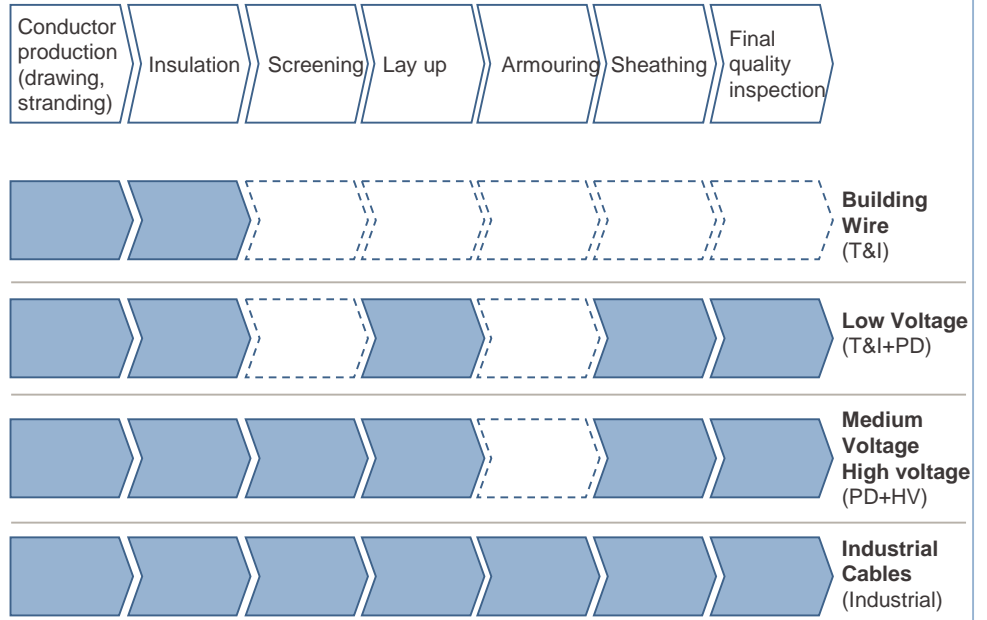 Conductor
production
(drawing,
stranding)
Insulation
Screening
Lay up
Armouring
Sheathing
Final
quality
inspection
Building
Wire
(T&I)
Low Voltage
(T&I+PD)
Medium
Voltage
High voltage
(PD+HV)
Industrial
Cables
(Industrial)